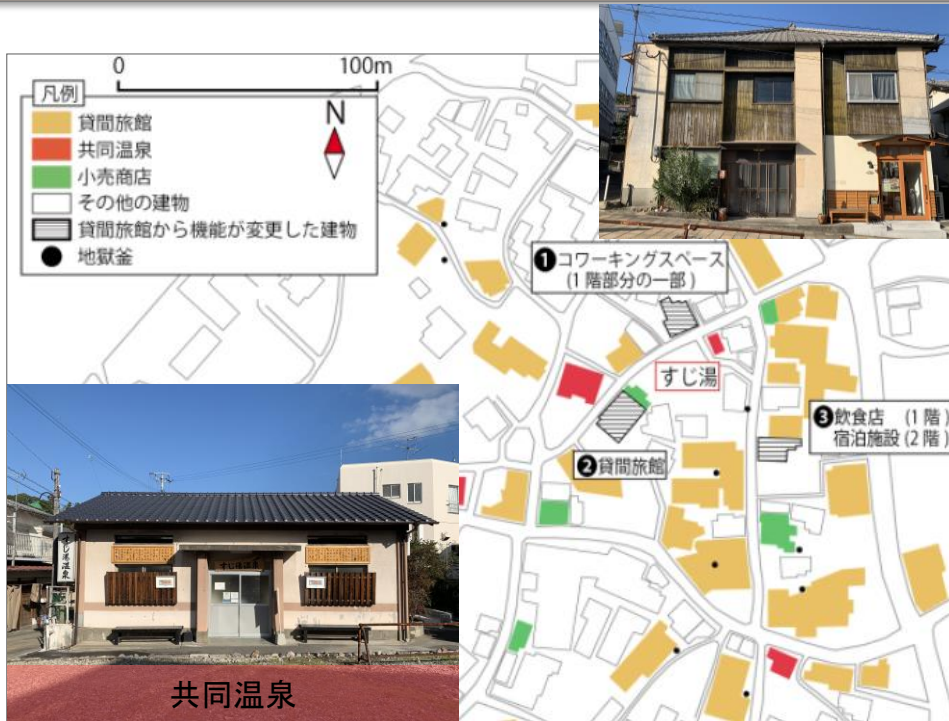 0 100m
凡例
N
貸間旅館
共同温泉
小売商店
その他の建物
貸間旅館から機能が変更した建物
地獄釜
❶コワーキングスペース
(1階部分の一部)
すじ湯
❷貸間旅館
❸飲食店 (1階)
宿泊施設(2階)
すじ湯温泉
すじ湯温泉
共同温泉